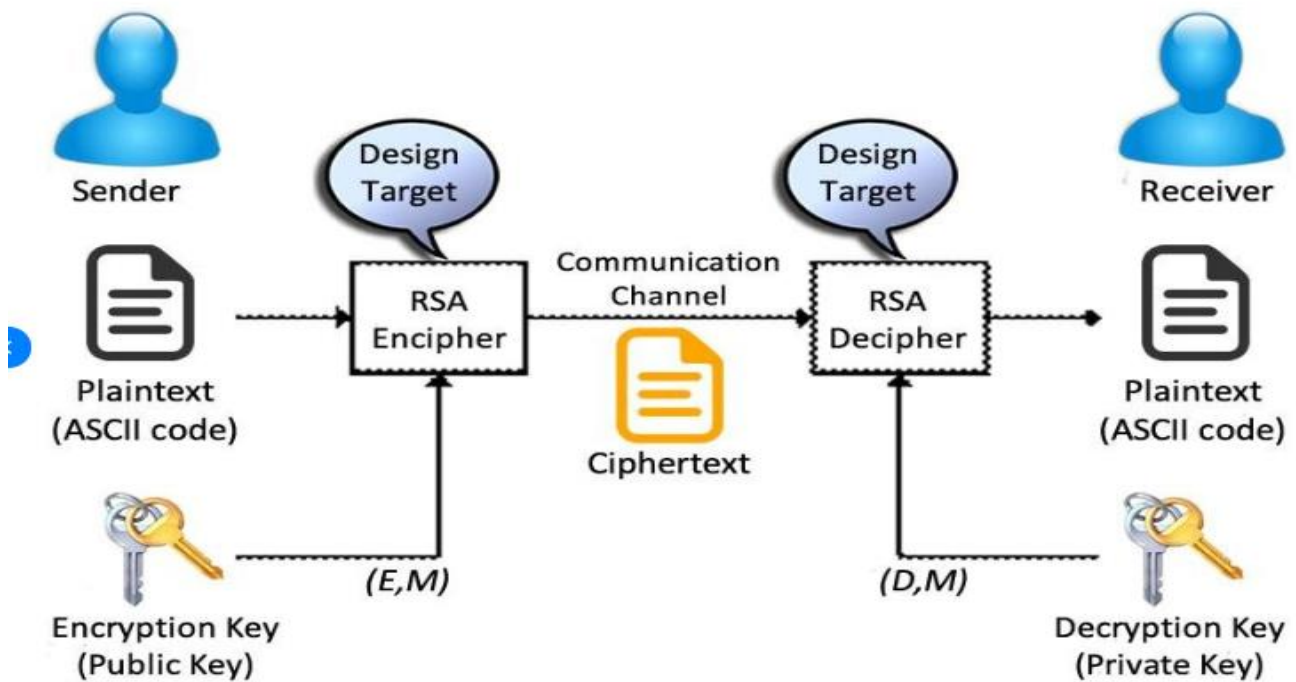 Sender
Design
Target
Design
Target
Receiver
RSA
Encipher
Communication
Channel
RSA
Decipher
Plaintext
(ASCII code)
Ciphertext
Plaintext
(ASCII code)
(E,M)
(D,M)
Encryption Key
(Public Key)
Decryption Key
(Private Key)